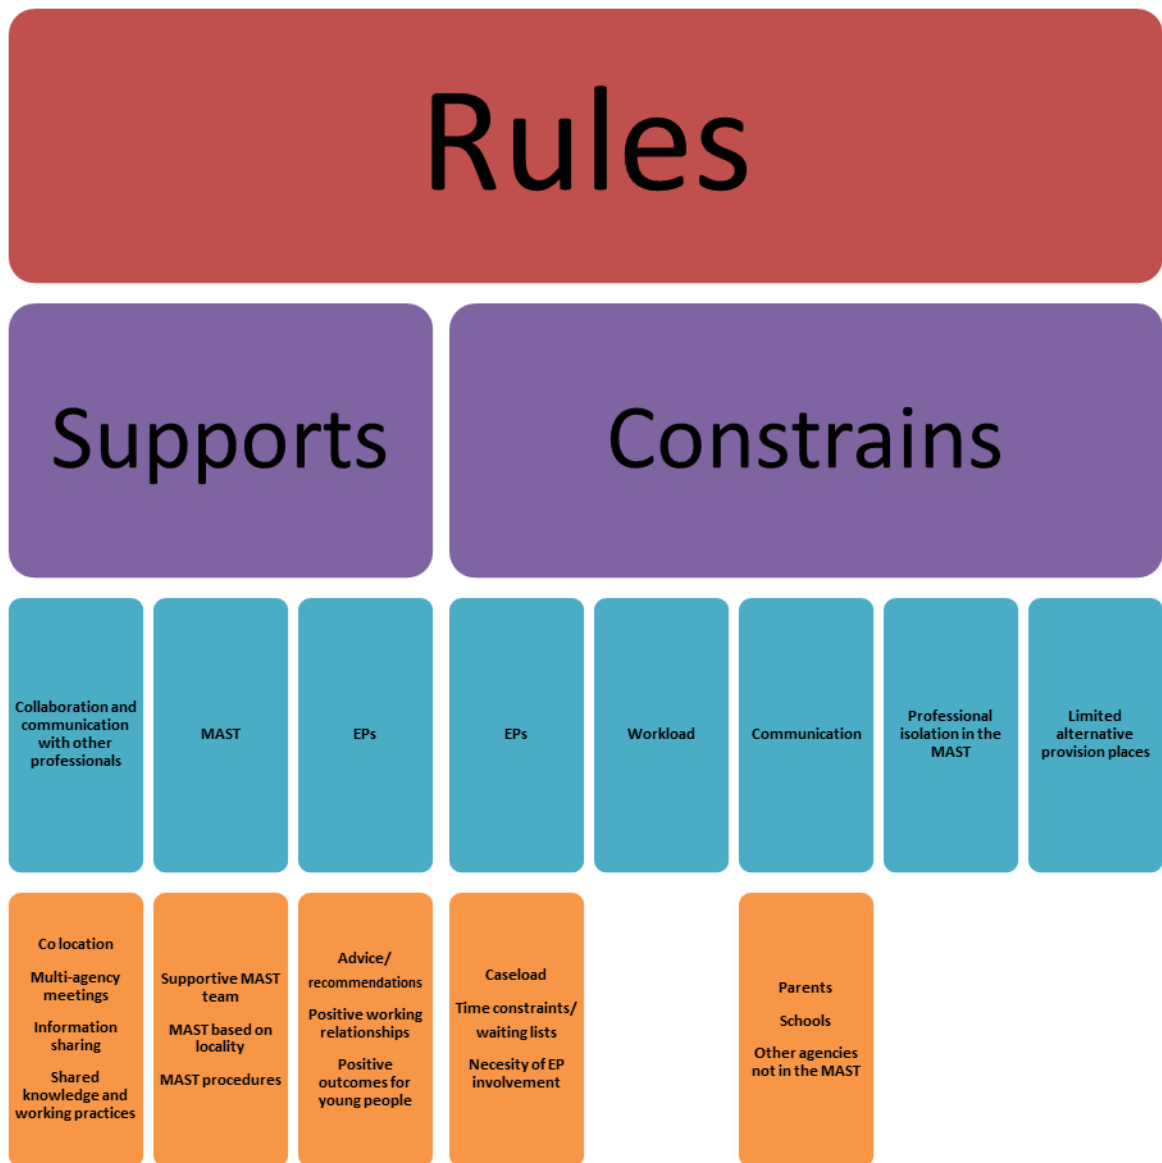 Rules
Supports
Constrains
Collaboration and
communication
with other
professionals
MAST
EPs
EPs
Workload
Communication
Professional
isolation in the
MAST
Limited
alternative
provision places
Co location
Multi-agency
meetings
Information
sharing
Shared
knowledge and
working practices
Supportive MAST
team
MAST based on
locality
MAST procedures
Advice/
recommendations
Positive working
relationships
Positive
outcomes for
young people
Caseload
Time constraints/
waiting lists
Necesity of EP
involvement
Parents
Schools
Other agencies
not in the MAST